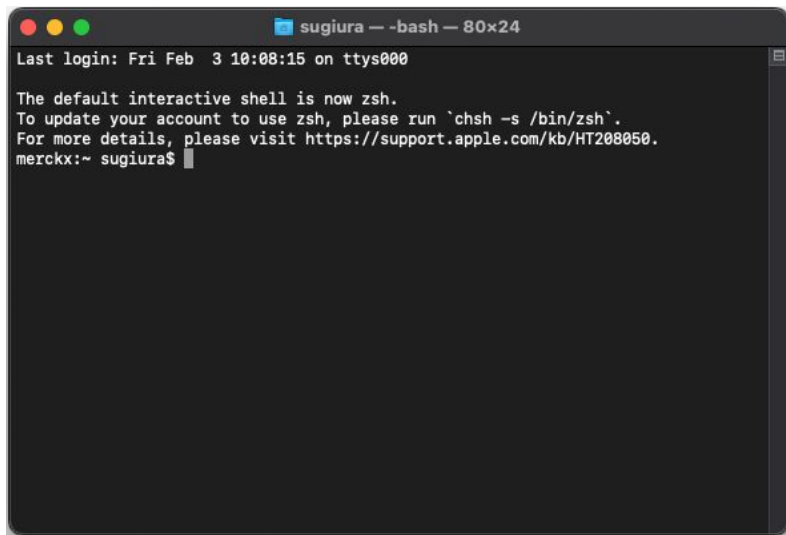 sugiura — -bash — 80×24
Last login: Fri Feb  3 10:08:15 on ttys000
The default interactive shell is now zsh.
To update your account to use zsh, please run `chsh -s /bin/zsh`.
For more details, please visit https://support.apple.com/kb/HT208050.
merckx:~ sugiura$